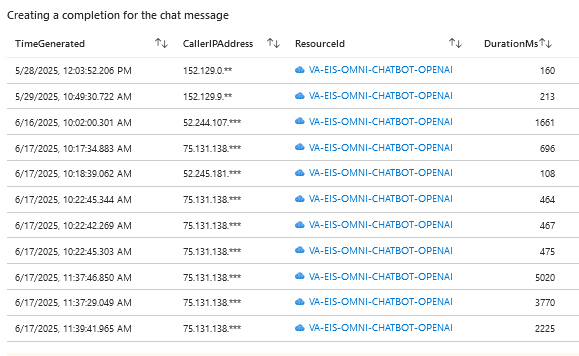 Creating a completion for the chat message
TimeGenerated CallerIPAddress ResourceId DurationMs
5/28/2025, 12:03:52.206 PM 152.129.0.** VA-EIS-OMNI-CHATBOT-OPENAI 160
5/29/2025, 10:49:30.722 AM 152.129.9.** VA-EIS-OMNI-CHATBOT-OPENAI 213
6/16/2025, 10:02:00.301 AM 52.244.107.*** VA-EIS-OMNI-CHATBOT-OPENAI 1661
6/17/2025, 10:17:34.883 AM 75.131.138.*** VA-EIS-OMNI-CHATBOT-OPENAI 696
6/17/2025, 10:18:39.062 AM 52.245.181.*** VA-EIS-OMNI-CHATBOT-OPENAI 108
6/17/2025, 10:22:45.344 AM 75.131.138.*** VA-EIS-OMNI-CHATBOT-OPENAI 464
6/17/2025, 10:22:42.269 AM 75.131.138.*** VA-EIS-OMNI-CHATBOT-OPENAI 467
6/17/2025, 10:22:45.303 AM 75.131.138.*** VA-EIS-OMNI-CHATBOT-OPENAI 475
6/17/2025, 11:37:46.850 AM 75.131.138.*** VA-EIS-OMNI-CHATBOT-OPENAI 5020
6/17/2025, 11:37:29.049 AM 75.131.138.*** VA-EIS-OMNI-CHATBOT-OPENAI 3770
6/17/2025, 11:39:41.965 AM 75.131.138.*** VA-EIS-OMNI-CHATBOT-OPENAI 2225